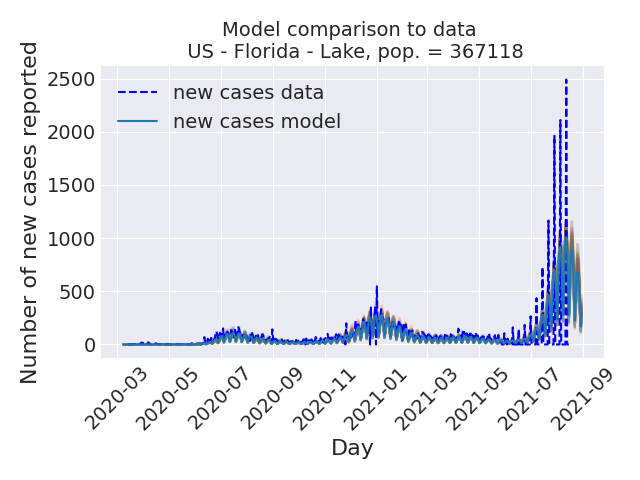 Model comparison to data
US - Florida - Lake, pop. = 367118
Number of new cases reported
2500
2000
1500
1000
500
0
new cases data
new cases model
2020-03
2020-05
2020-07
2020-09
2020-11
2021-01
2021-03
2021-05
2021-07
2021-09
Day